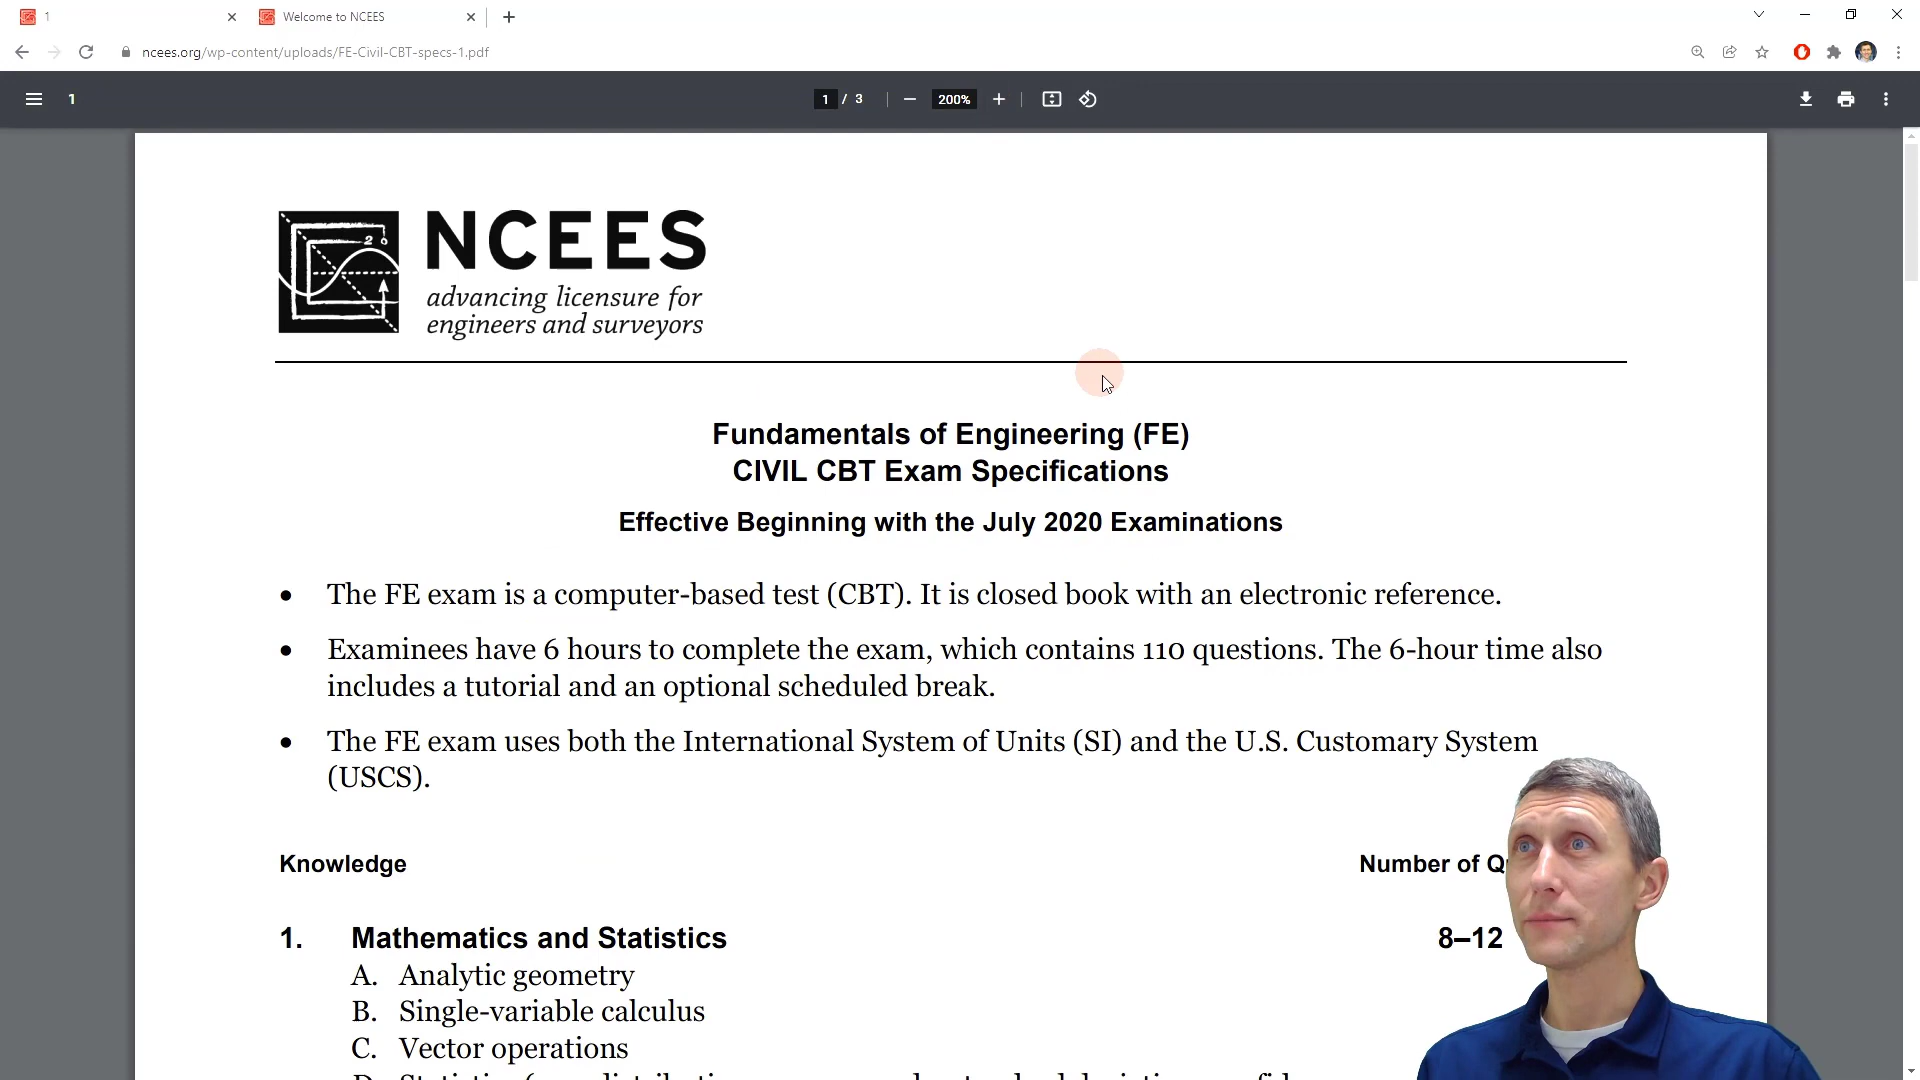 1
Welcome to NCEES
ncees.org/wp-content/uploads/FE-Civil-CBT-specs-1.pdf
1
1 / 3
200%
20
NCEES
advancing licensure for
engineers and surveyors
Fundamentals of Engineering (FE)
CIVIL CBT Exam Specifications
Effective Beginning with the July 2020 Examinations
• The FE exam is a computer-based test (CBT). It is closed book with an electronic reference.
• Examinees have 6 hours to complete the exam, which contains 110 questions. The 6-hour time also
includes a tutorial and an optional scheduled break.
• The FE exam uses both the International System of Units (SI) and the U.S. Customary System
(USCS).
Knowledge Number of Q
1. Mathematics and Statistics 8–12
A. Analytic geometry
B. Single-variable calculus
C. Vector operations